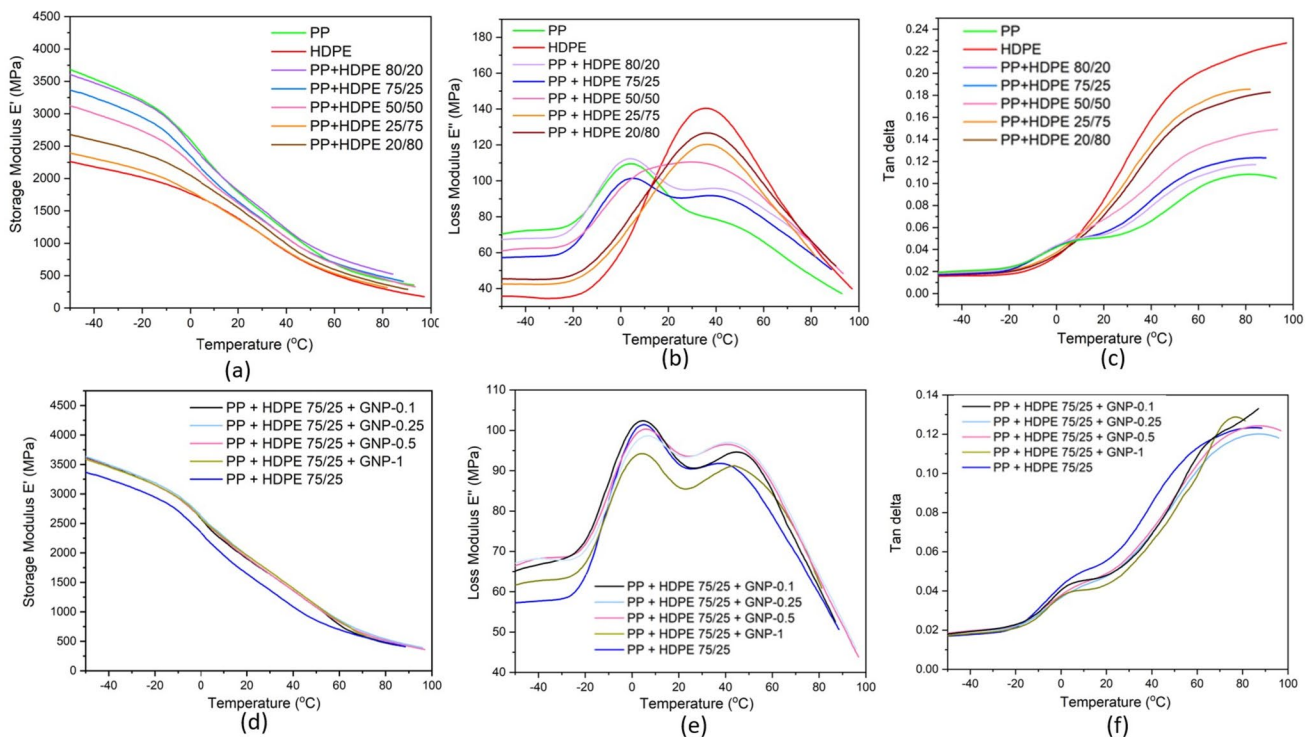 4500
4000
3500
3000
2500
2000
1500
1000
500
0
Storage Modulus E' (MPa)
PP
HDPE
PP+HDPE 80/20
PP+HDPE 75/25
PP+HDPE 50/50
PP+HDPE 25/75
PP+HDPE 20/80
-40 -20 0 20 40 60 80 100
Temperature (°C)
(a)
180
160
140
120
100
80
60
40
Loss Modulus E" (MPa)
PP
HDPE
PP + HDPE 80/20
PP + HDPE 75/25
PP + HDPE 50/50
PP + HDPE 25/75
PP + HDPE 20/80
-40 -20 0 20 40 60 80 100
Temperature (°C)
(b)
0.24
0.22
0.20
0.18
0.16
0.14
0.12
0.10
0.08
0.06
0.04
0.02
0.00
Tan delta
PP
HDPE
PP+HDPE 80/20
PP+HDPE 75/25
PP+HDPE 50/50
PP+HDPE 25/75
PP+HDPE 20/80
-40 -20 0 20 40 60 80 100
Temperature (°C)
(c)
4500
4000
3500
3000
2500
2000
1500
1000
500
0
Storage Modulus E' (MPa)
PP + HDPE 75/25 + GNP-0.1
PP + HDPE 75/25 + GNP-0.25
PP + HDPE 75/25 + GNP-0.5
PP + HDPE 75/25 + GNP-1
PP + HDPE 75/25
-40 -20 0 20 40 60 80 100
Temperature (°C)
(d)
110
100
90
80
70
60
50
40
Loss Modulus E" (MPa)
PP + HDPE 75/25 + GNP-0.1
PP + HDPE 75/25 + GNP-0.25
PP + HDPE 75/25 + GNP-0.5
PP + HDPE 75/25 + GNP-1
PP + HDPE 75/25
-40 -20 0 20 40 60 80 100
Temperature (°C)
(e)
0.14
0.12
0.10
0.08
0.06
0.04
0.02
0.00
Tan delta
PP + HDPE 75/25 + GNP-0.1
PP + HDPE 75/25 + GNP-0.25
PP + HDPE 75/25 + GNP-0.5
PP + HDPE 75/25 + GNP-1
PP + HDPE 75/25
-40 -20 0 20 40 60 80 100
Temperature (°C)
(f)